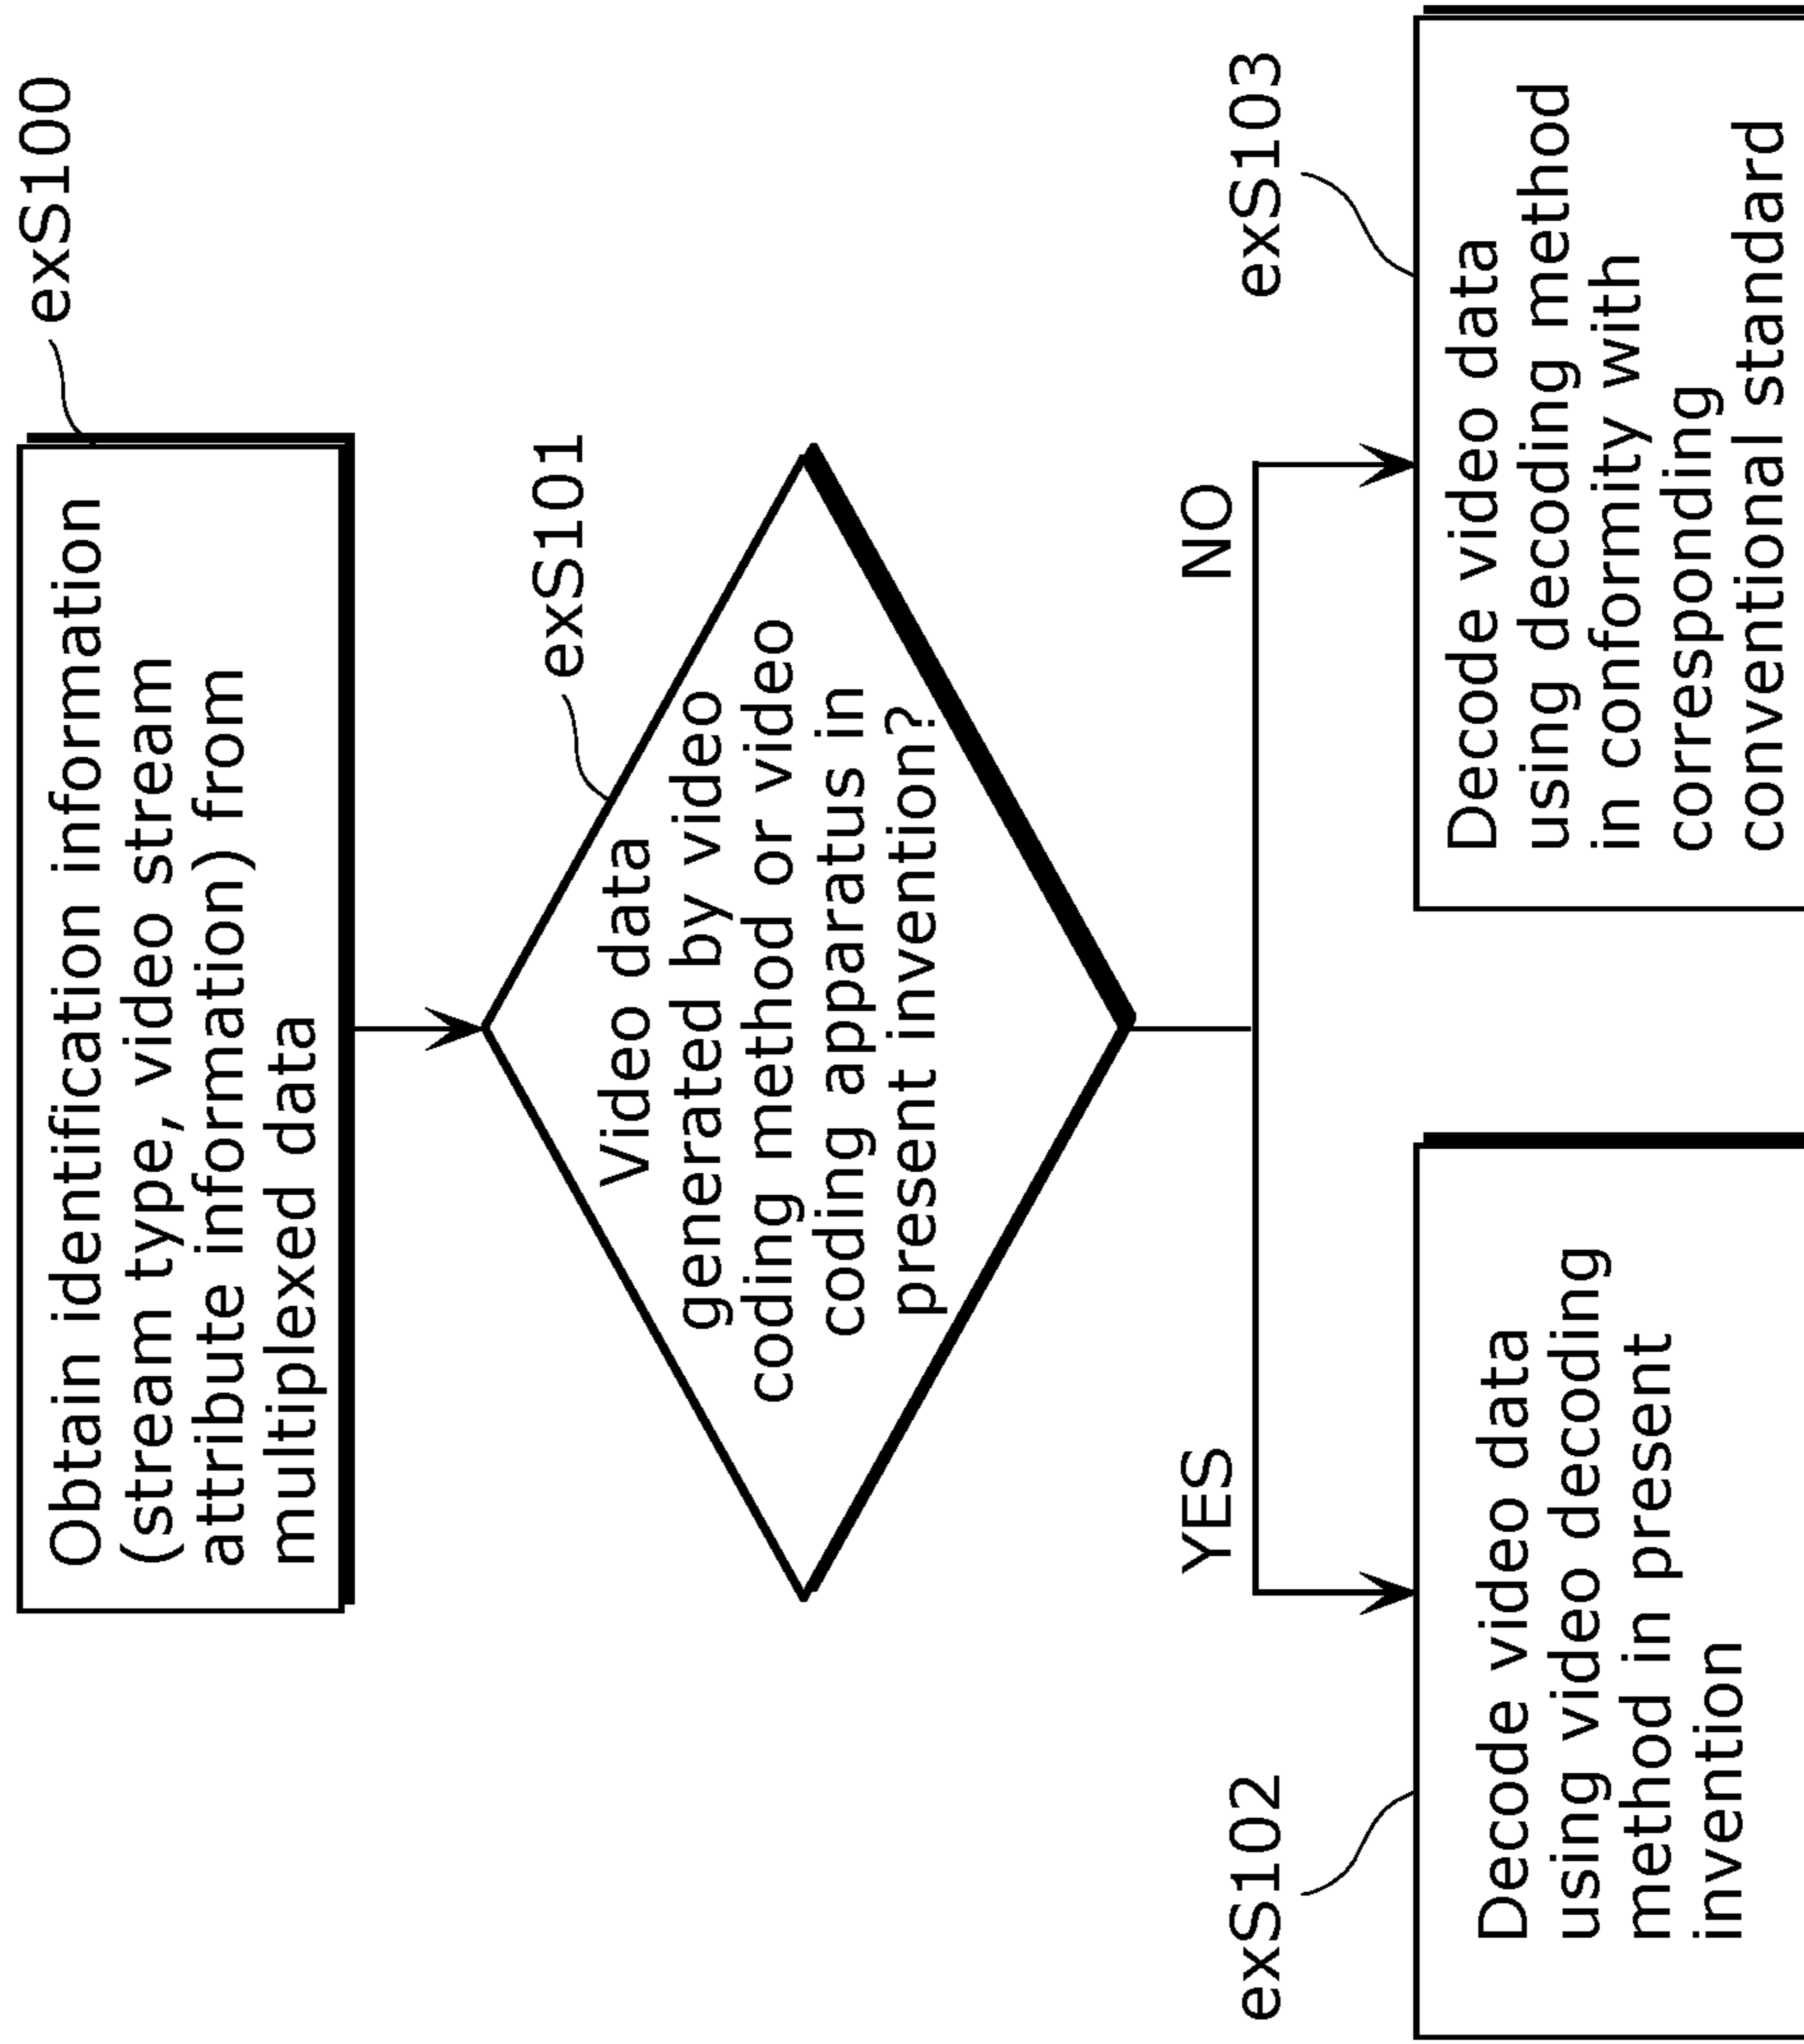 exS100
Obtain identification information
(stream type, video stream
attribute information) from
multiplexed data
exS101
Video data
generated by video
coding method or video
coding apparatus in
present invention?
YES
NO
exS102
Decode video data
using video decoding
method in present
invention
exS103
Decode video data
using decoding method
in conformity with
corresponding
conventional standard